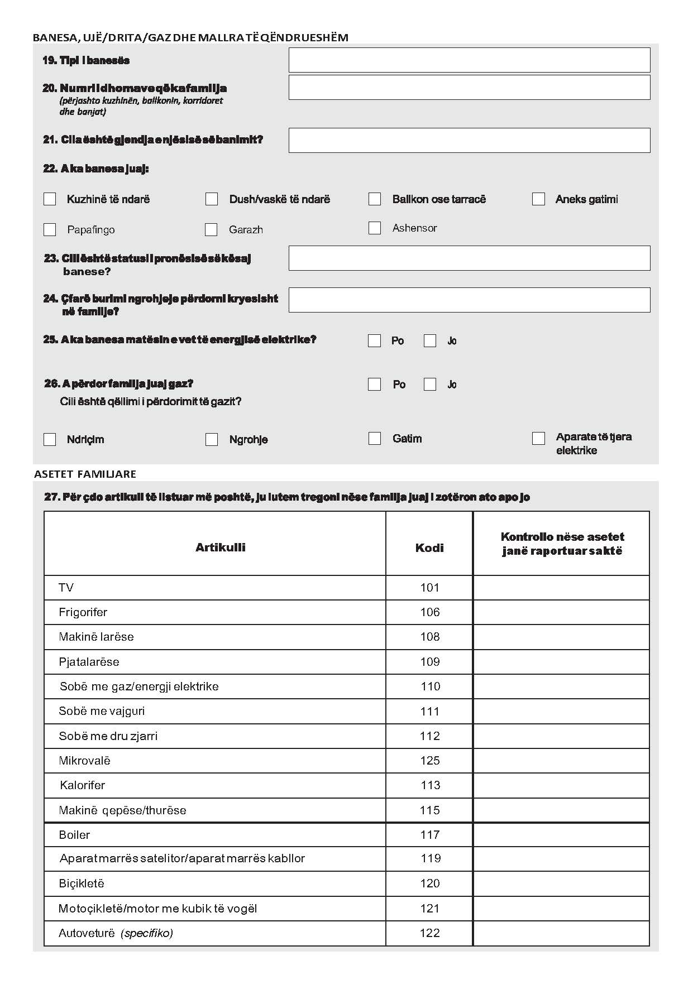 BANESA, UJË/DRITA/GAZ DHE MALLRA TË QËNDRUESHËM
19. Tipi i banesës
20. Numri i dhomave që ka familja
(përjashto kuzhinën, ballkonin, korridoret
dhe banjat)
21. Cila është gjendja e njësisë së banimit?
22. A ka banesa juaj:
Kuzhinë të ndarë Dush/vaskë të ndarë Ballkon ose tarracë Aneks gatimi
Papafingo Garazh Ashensor
23. Cili është statusi i pronësisë së kësaj
banese?
24. Çfarë burimi ngrohjeje përdorni kryesisht
në familje?
25. A ka banesa matësin e vet të energjisë elektrike? Po Jo
26. A përdor familja juaj gaz? Po Jo
Cili është qëllimi i përdorimit të gazit?
Ndriçim Ngrohje Gatim Aparate të tjera
elektrike
ASETET FAMILJARE
27. Për çdo artikull të listuar më poshtë, ju lutem tregoni nëse familja juaj i zotëron ato apo jo
Artikulli Kodi Kontrollo nëse asetet
janë raportuar saktë
TV 101
Frigorifer 106
Makinë larëse 108
Pjatalarëse 109
Sobë me gaz/energji elektrike 110
Sobë me vajguri 111
Sobë me dru zjarri 112
Mikrovalë 125
Kalorifer 113
Makinë qepëse/thurëse 115
Boiler 117
Aparat marrës satelitor/aparat marrës kabllor 119
Biçikletë 120
Motoçikletë/motor me kubik të vogël 121
Autoveturë (specifiko) 122